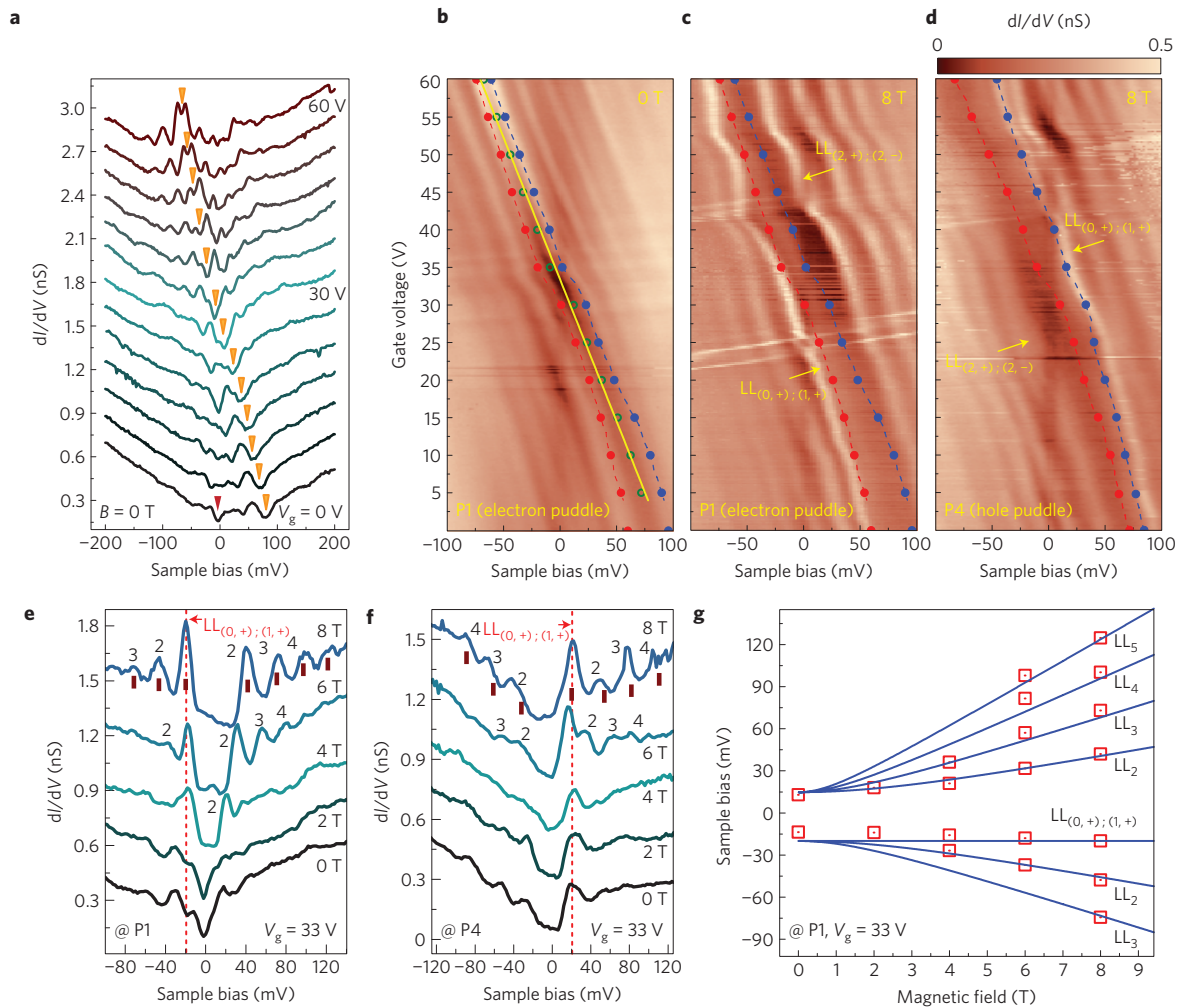 a
dI/dV (nS)
3.0
2.7
2.4
2.1
1.8
1.5
1.2
0.9
0.6
0.3
60 V
30 V
B = 0 T
Vg = 0 V
−200
−100
0
100
200
Sample bias (mV)
b
Gate voltage (V)
60
55
50
45
40
35
30
25
20
15
10
5
0 T
P1 (electron puddle)
−100
−50
0
50
100
Sample bias (mV)
c
8 T
LL(2,+);(2,−)
LL(0,+);(1,+)
P1 (electron puddle)
−50
0
50
100
Sample bias (mV)
d
dI/dV (nS)
0
0.5
8 T
LL(0,+);(1,+)
LL(2,+);(2,−)
P4 (hole puddle)
−50
0
50
100
Sample bias (mV)
e
dI/dV (nS)
1.8
1.5
1.2
0.9
0.6
0.3
LL(0,+);(1,+)
8 T
3
2
2
3
4
6 T
2
2
3
4
4 T
2
2 T
0 T
@ P1
Vg = 33 V
−80
−40
0
40
80
120
Sample bias (mV)
f
dI/dV (nS)
1.5
1.2
0.9
0.6
0.3
0
LL(0,+);(1,+)
8 T
4
3
2
2
3
4
6 T
3
2
2
3
4
4 T
2 T
0 T
@ P4
Vg = 33 V
−120
−80
−40
0
40
80
120
Sample bias (mV)
g
Sample bias (mV)
120
90
60
30
0
−30
−60
−90
LL5
LL4
LL3
LL2
LL(0,+);(1,+)
LL2
LL3
@ P1, Vg = 33 V
0
1
2
3
4
5
6
7
8
9
Magnetic field (T)